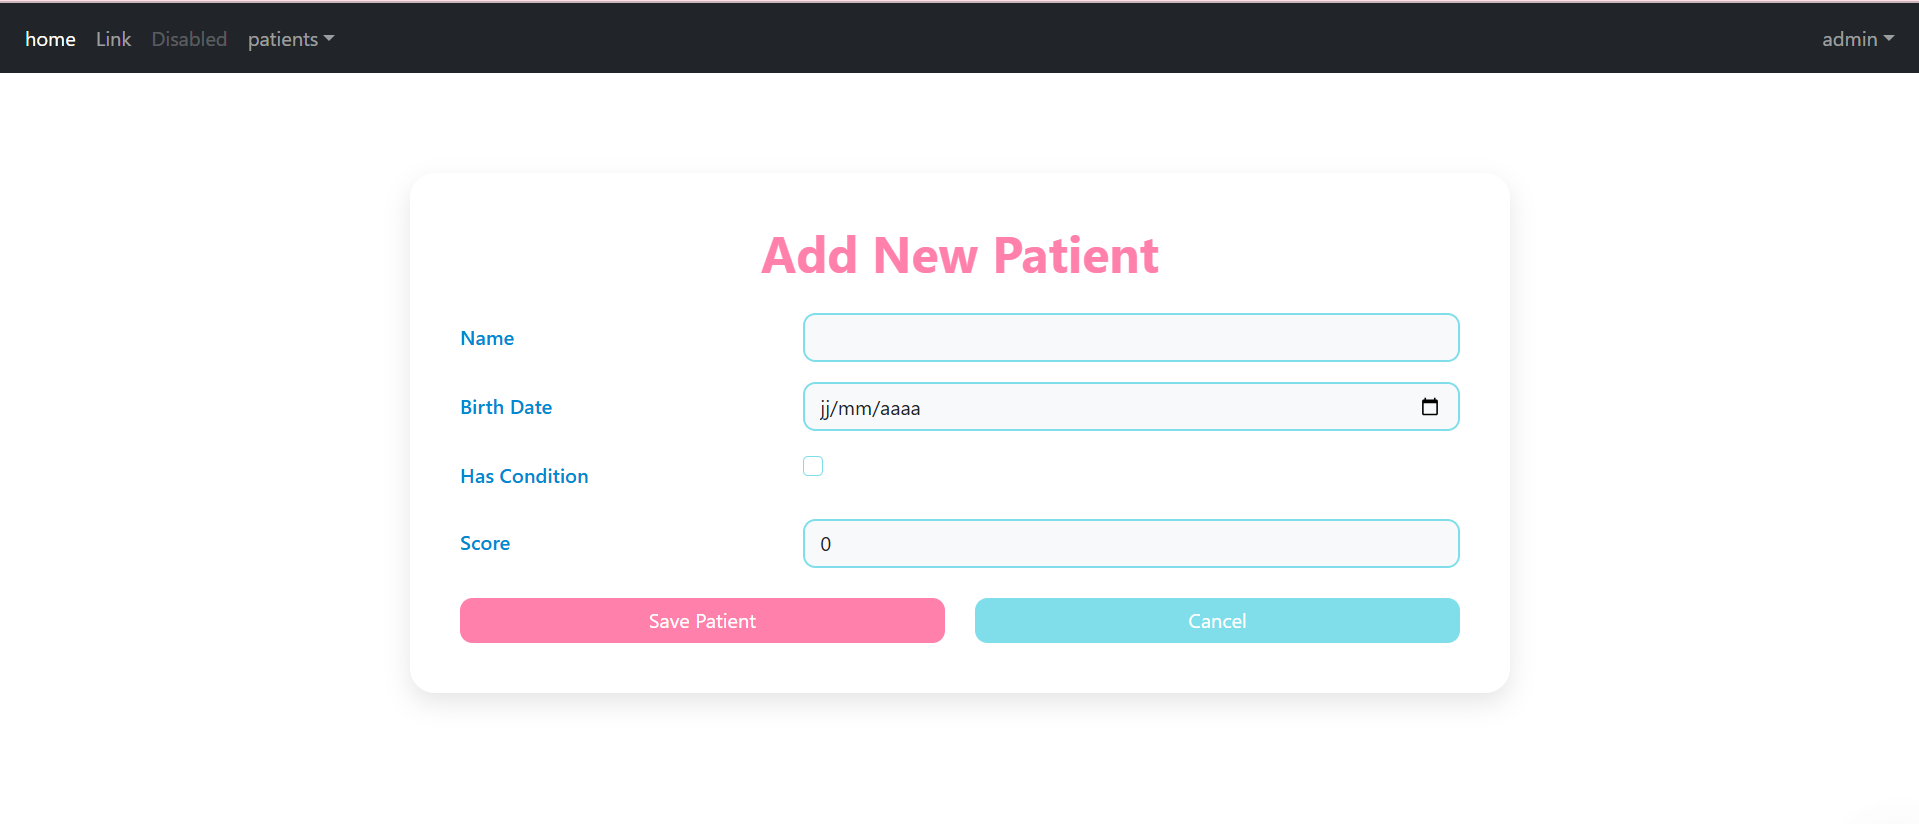 home Link Disabled patients admin
Add New Patient
Name
Birth Date jj/mm/aaaa
Has Condition
Score 0
Save Patient Cancel